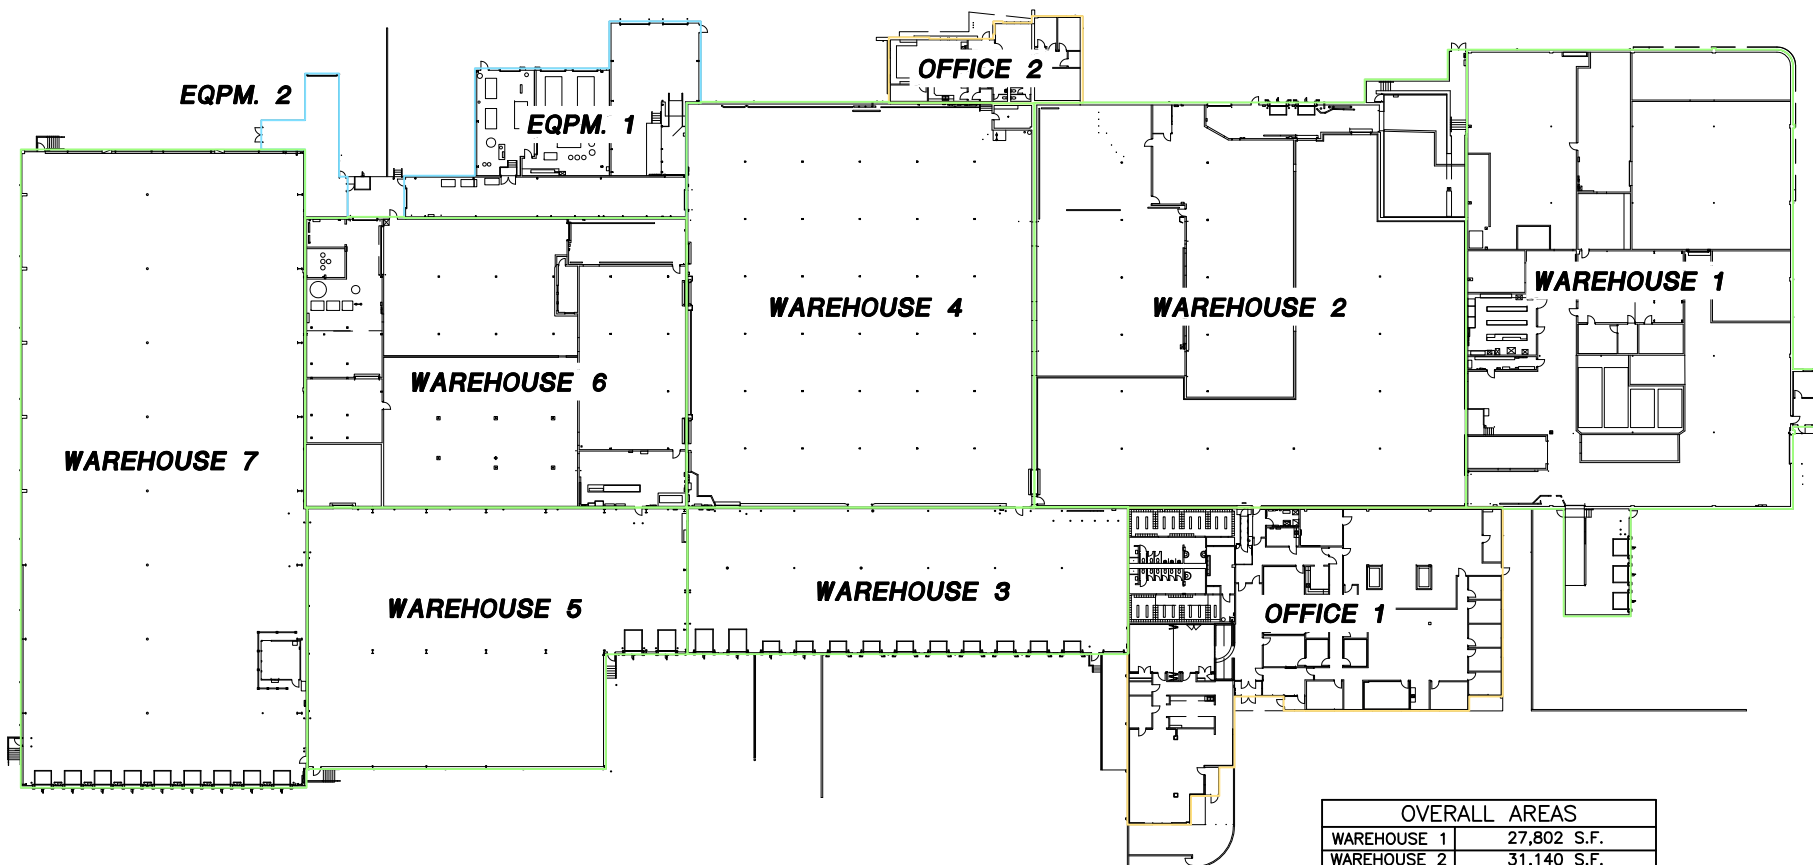 OFFICE 2
EQPM. 2
EQPM. 1
WAREHOUSE 1
WAREHOUSE 4
WAREHOUSE 2
WAREHOUSE 6
WAREHOUSE 7
WAREHOUSE 3
WAREHOUSE 5
OFFICE 1
OVERALL AREAS
WAREHOUSE 1 27,802 S.F.
WAREHOUSE 2 31,140 S.F.